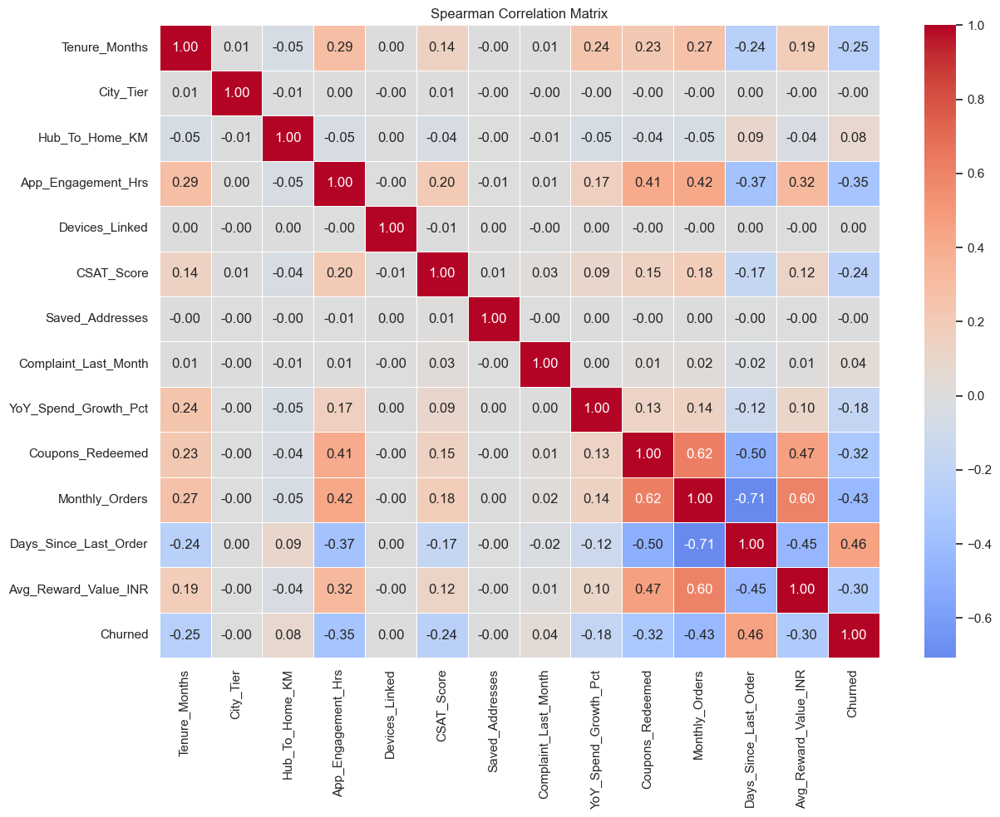 Spearman Correlation Matrix
Tenure_Months 1.00 0.01 -0.05 0.29 0.00 0.14 -0.00 0.01 0.24 0.23 0.27 -0.24 0.19 -0.25
City_Tier 0.01 1.00 -0.01 0.00 -0.00 0.01 -0.00 -0.00 -0.00 -0.00 -0.00 0.00 -0.00 -0.00
Hub_To_Home_KM -0.05 -0.01 1.00 -0.05 0.00 -0.04 -0.00 -0.01 -0.05 -0.04 -0.05 0.09 -0.04 0.08
App_Engagement_Hrs 0.29 0.00 -0.05 1.00 -0.00 0.20 -0.01 0.01 0.17 0.41 0.42 -0.37 0.32 -0.35
Devices_Linked 0.00 -0.00 0.00 -0.00 1.00 -0.01 0.00 -0.00 0.00 -0.00 -0.00 0.00 -0.00 0.00
CSAT_Score 0.14 0.01 -0.04 0.20 -0.01 1.00 0.01 0.03 0.09 0.15 0.18 -0.17 0.12 -0.24
Saved_Addresses -0.00 -0.00 -0.00 -0.01 0.00 0.01 1.00 -0.00 0.00 -0.00 0.00 -0.00 -0.00 -0.00
Complaint_Last_Month 0.01 -0.00 -0.01 0.01 -0.00 0.03 -0.00 1.00 0.00 0.01 0.02 -0.02 0.01 0.04
YoY_Spend_Growth_Pct 0.24 -0.00 -0.05 0.17 0.00 0.09 0.00 0.00 1.00 0.13 0.14 -0.12 0.10 -0.18
Coupons_Redeemed 0.23 -0.00 -0.04 0.41 -0.00 0.15 -0.00 0.01 0.13 1.00 0.62 -0.50 0.47 -0.32
Monthly_Orders 0.27 -0.00 -0.05 0.42 -0.00 0.18 0.00 0.02 0.14 0.62 1.00 -0.71 0.60 -0.43
Days_Since_Last_Order -0.24 0.00 0.09 -0.37 0.00 -0.17 -0.00 -0.02 -0.12 -0.50 -0.71 1.00 -0.45 0.46
Avg_Reward_Value_INR 0.19 -0.00 -0.04 0.32 -0.00 0.12 -0.00 0.01 0.10 0.47 0.60 -0.45 1.00 -0.30
Churned -0.25 -0.00 0.08 -0.35 0.00 -0.24 -0.00 0.04 -0.18 -0.32 -0.43 0.46 -0.30 1.00
Tenure_Months
City_Tier
Hub_To_Home_KM
App_Engagement_Hrs
Devices_Linked
CSAT_Score
Saved_Addresses
Complaint_Last_Month
YoY_Spend_Growth_Pct
Coupons_Redeemed
Monthly_Orders
Days_Since_Last_Order
Avg_Reward_Value_INR
Churned
1.0
0.8
0.6
0.4
0.2
0.0
−0.2
−0.4
−0.6